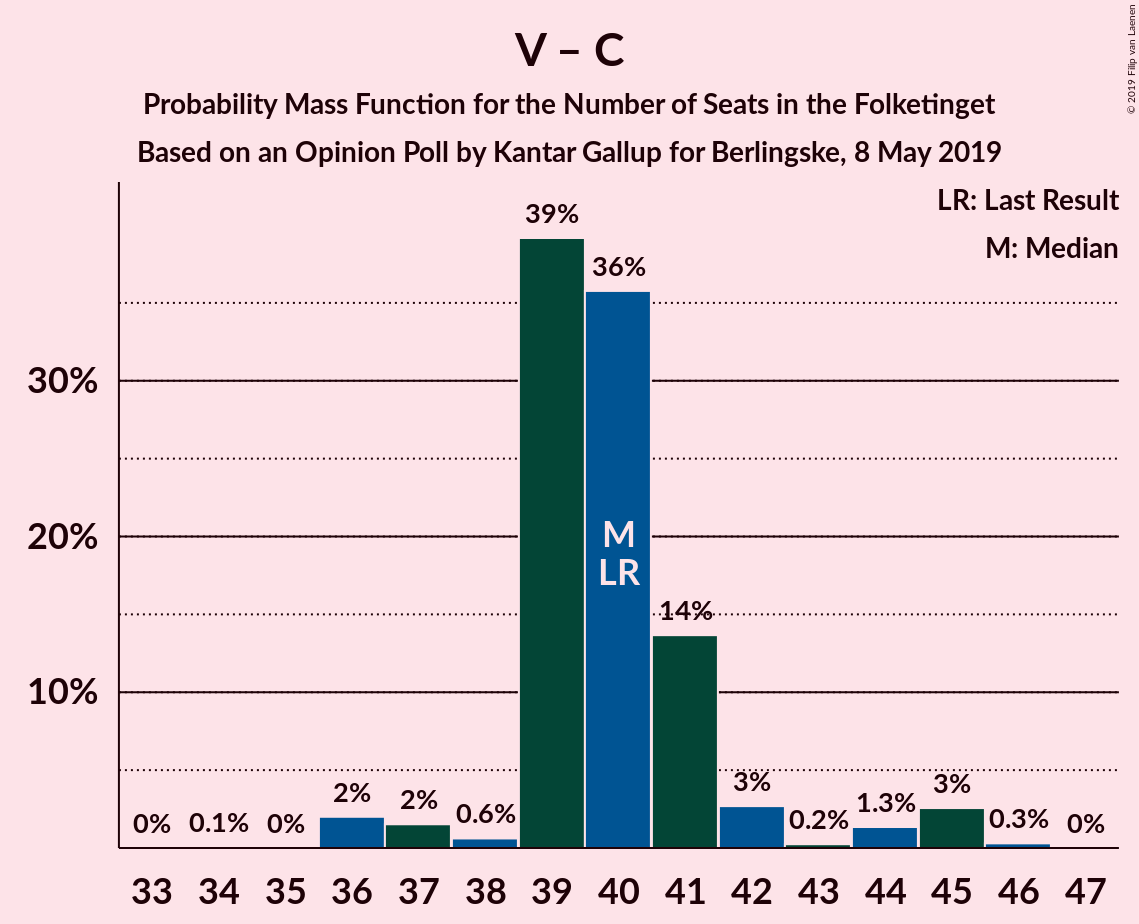 V – C
Probability Mass Function for the Number of Seats in the Folketinget
Based on an Opinion Poll by Kantar Gallup for Berlingske, 8 May 2019
© 2019 Filip van Laenen
LR: Last Result
M: Median
39%
36%
30%
20%
M
LR
14%
10%
0%
0.1%
0%
2%
2%
0.6%
3%
0.2%
1.3%
3%
0.3%
0%
33 34 35 36 37 38 39 40 41 42 43 44 45 46 47